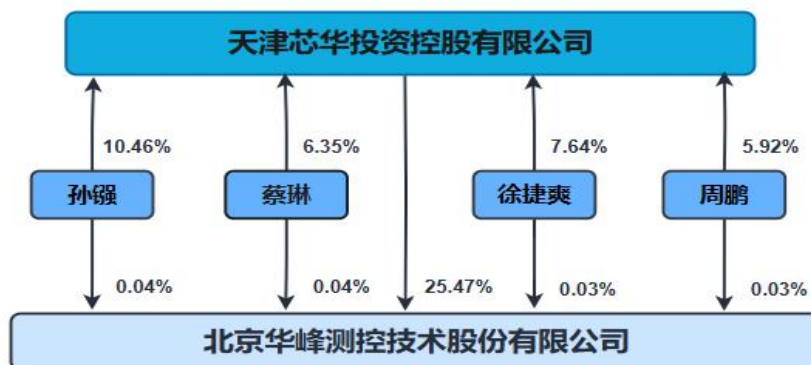 天津芯华投资控股有限公司
10.46% 6.35% 7.64% 5.92%
孙镪 蔡琳 徐捷爽 周鹏
0.04% 0.04% 25.47% 0.03% 0.03%
北京华峰测控技术股份有限公司